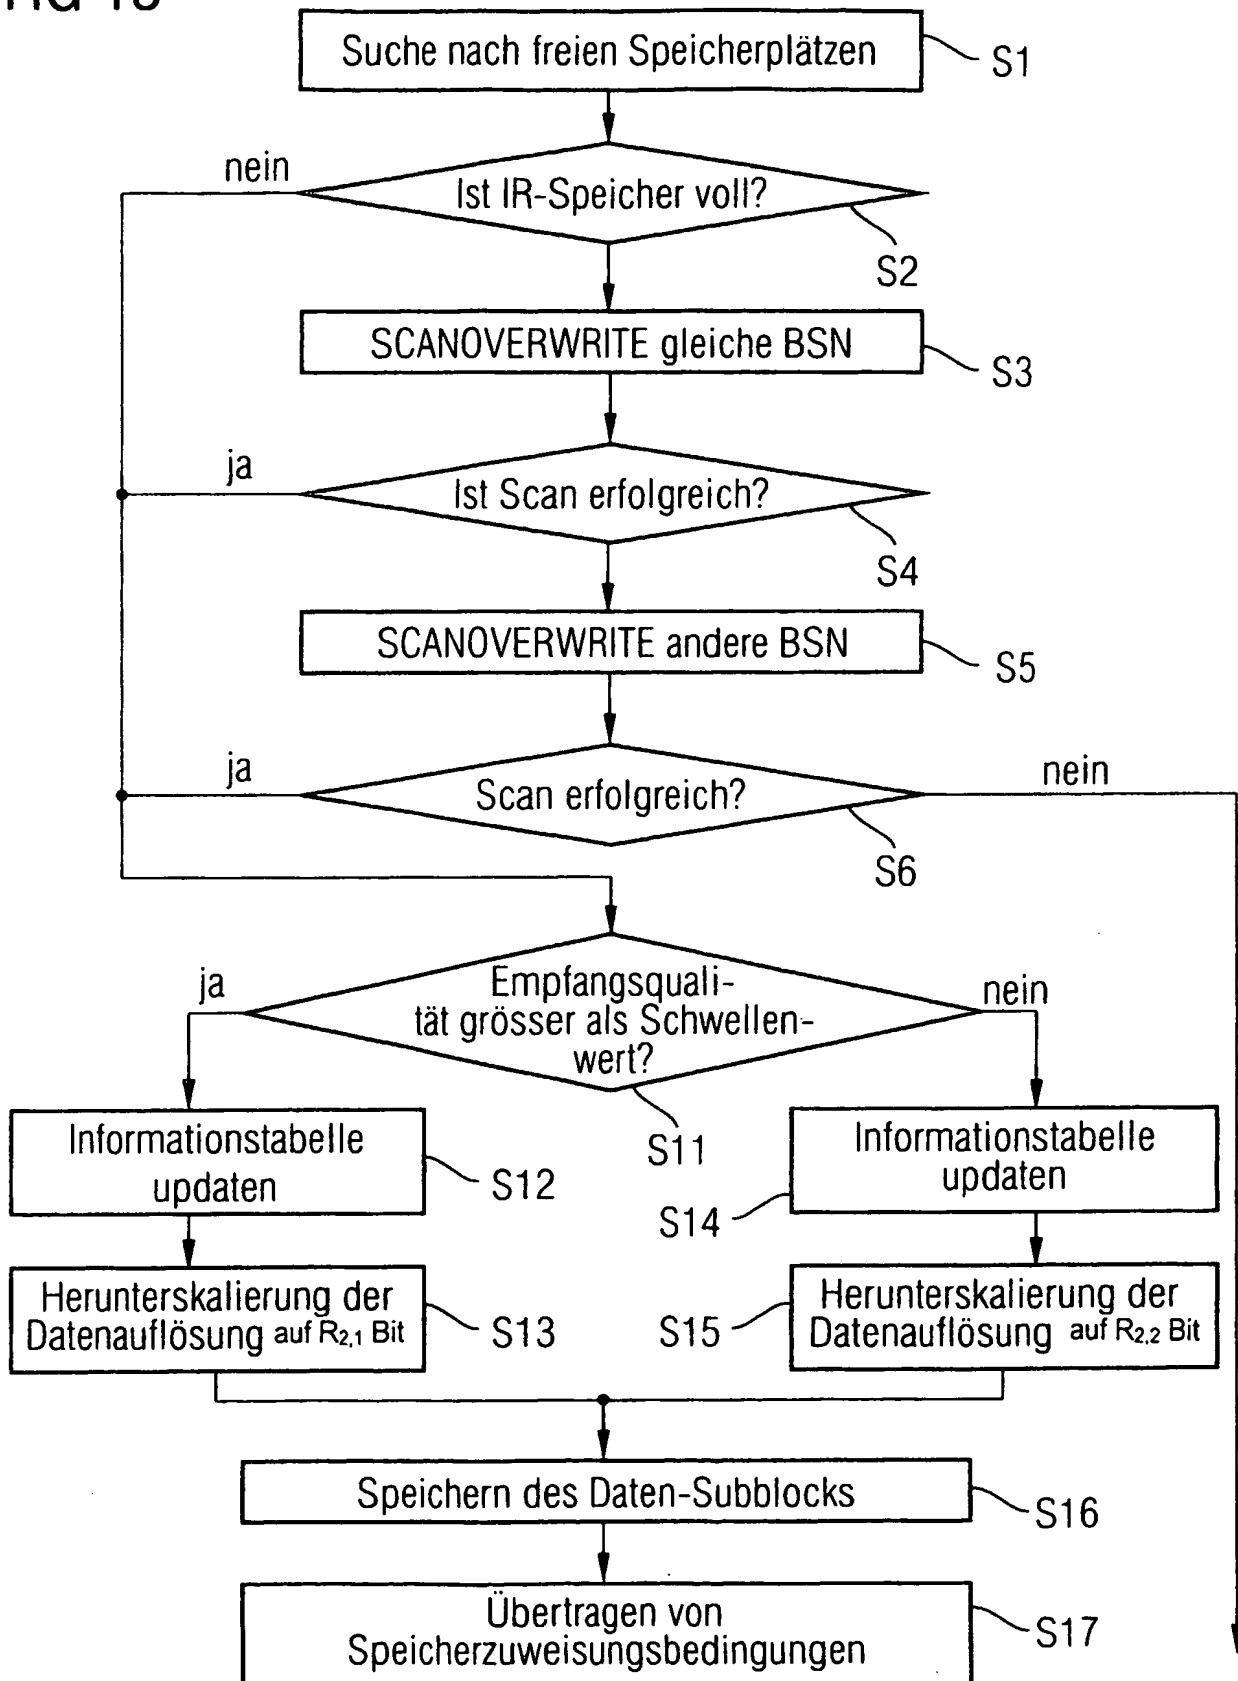 Suche nach freien Speicherplätzen
S1
nein
Ist IR-Speicher voll?
S2
SCANOVERWRITE gleiche BSN
S3
ja
Ist Scan erfolgreich?
S4
SCANOVERWRITE andere BSN
S5
ja
Scan erfolgreich?
nein
S6
ja
Empfangsquali-
tät grösser als Schwellen-
wert?
nein
S11
Informationstabelle
updaten
S12
Informationstabelle
updaten
S14
Herunterskalierung der
Datenauflösung auf R2,1 Bit
S13
Herunterskalierung der
Datenauflösung auf R2,2 Bit
S15
Speichern des Daten-Subblocks
S16
Übertragen von
Speicherzuweisungsbedingungen
S17